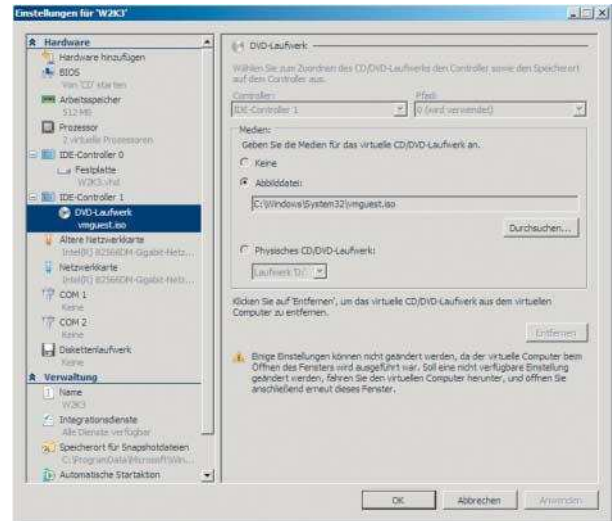 Einstellungen für 'W2K3'
Hardware
Hardware hinzufügen
BIOS
Von 'CD' starten
Arbeitsspeicher
512 MB
Prozessor
2 virtuelle Prozessoren
IDE-Controller 0
Festplatte
W2K3.vhd
IDE-Controller 1
DVD-Laufwerk
vmguest.iso
Ältere Netzwerkkarte
Intel(R) 82566DM-Gigabit-Netz...
Netzwerkkarte
Intel(R) 82566DM-Gigabit-Netz...
COM 1
Keine
COM 2
Keine
Diskettenlaufwerk
Keine
Verwaltung
Name
W2K3
Integrationsdienste
Alle Dienste verfügbar
Speicherort für Snapshotdateien
C:\ProgramData\Microsoft\Win...
Automatische Startaktion
DVD-Laufwerk
Wählen Sie zum Zuordnen des CD/DVD-Laufwerks den Controller sowie den Speicherort
auf dem Controller aus.
Controller:
Pfad:
IDE-Controller 1
0 (wird verwendet)
Medien:
Geben Sie die Medien für das virtuelle CD/DVD-Laufwerk an.
Keine
Abbilddatei:
C:\Windows\System32\vmguest.iso
Durchsuchen...
Physisches CD/DVD-Laufwerk:
Laufwerk 'D:'
Klicken Sie auf 'Entfernen', um das virtuelle CD/DVD-Laufwerk aus dem virtuellen
Computer zu entfernen.
Entfernen
Einige Einstellungen können nicht geändert werden, da der virtuelle Computer beim
Öffnen des Fensters wird ausgeführt war. Soll eine nicht verfügbare Einstellung
geändert werden, fahren Sie den virtuellen Computer herunter, und öffnen Sie
anschließend erneut dieses Fenster.
OK
Abbrechen
Anwenden